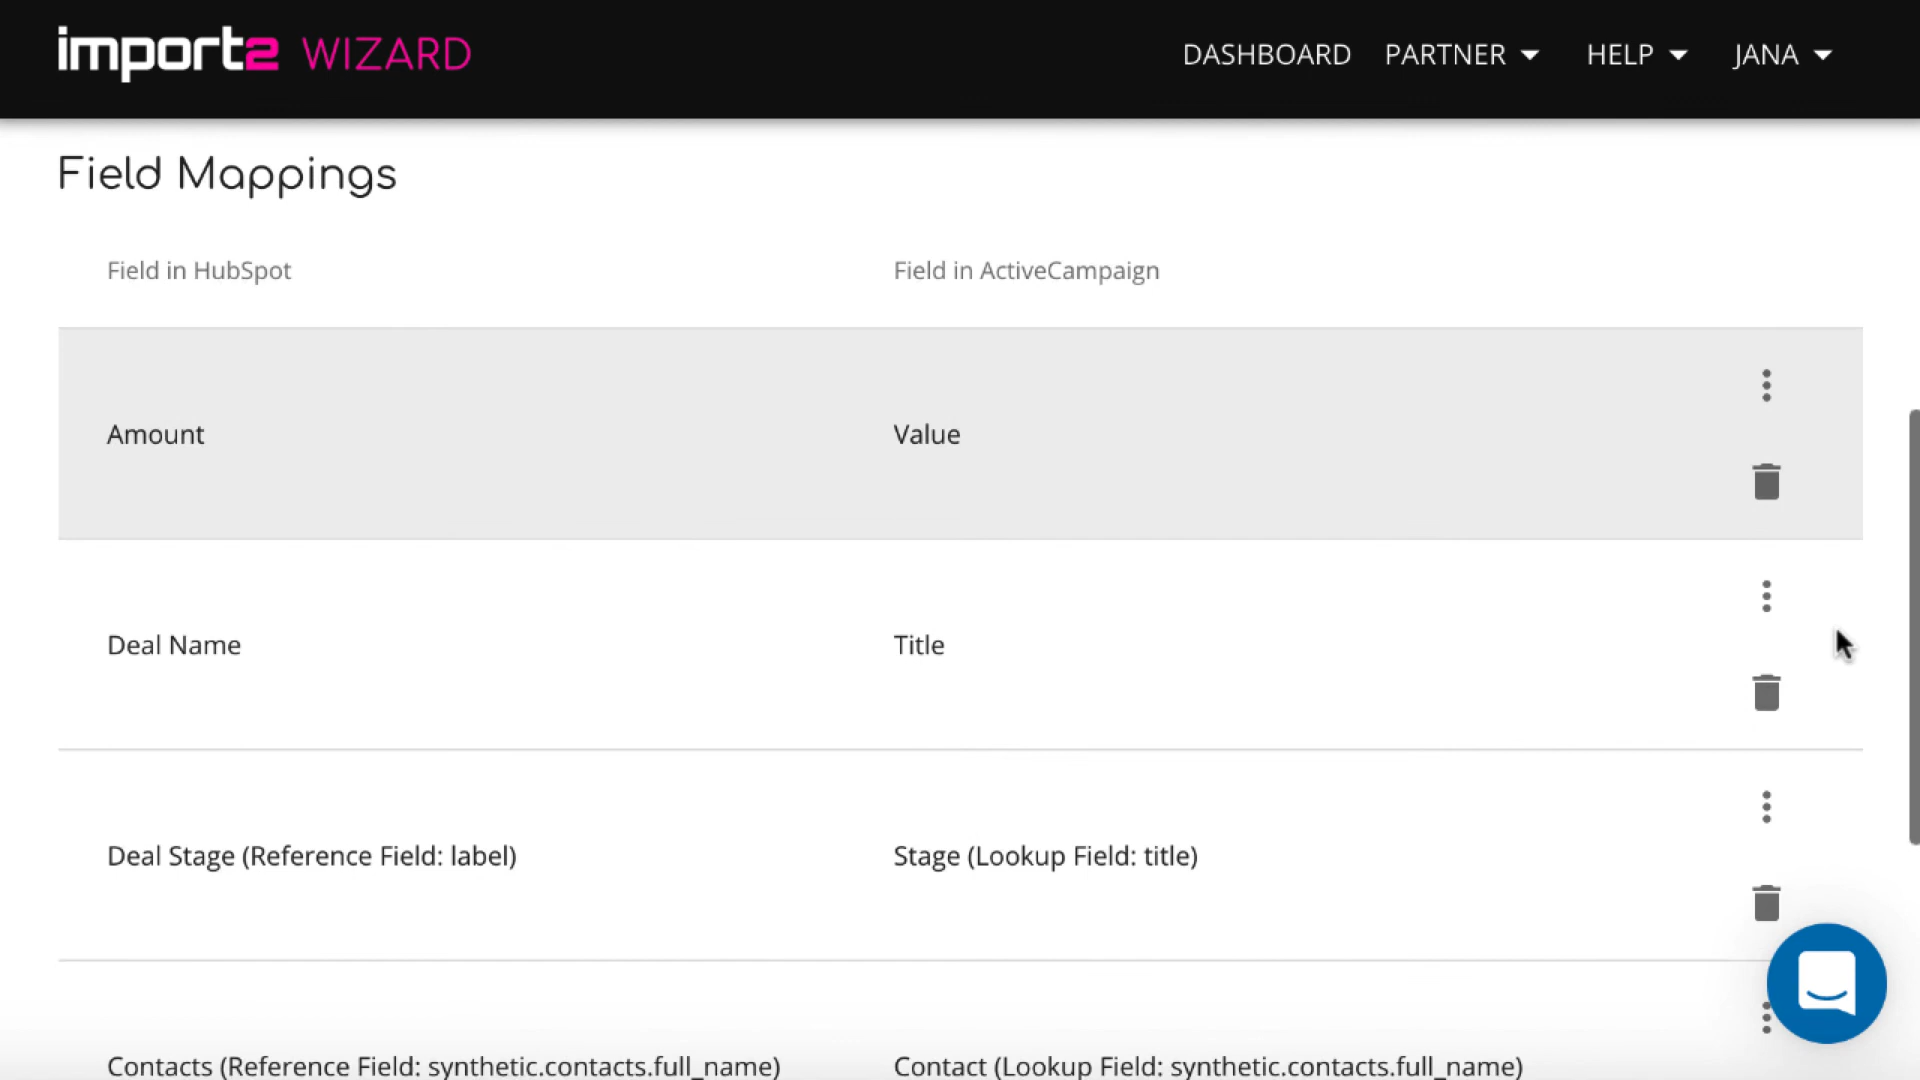 import2 WIZARD
DASHBOARD PARTNER HELP JANA
Field Mappings
Field in HubSpot Field in ActiveCampaign
Amount Value
Deal Name Title
Deal Stage (Reference Field: label) Stage (Lookup Field: title)
Contacts (Reference Field: synthetic.contacts.full_name) Contact (Lookup Field: synthetic.contacts.full_name)